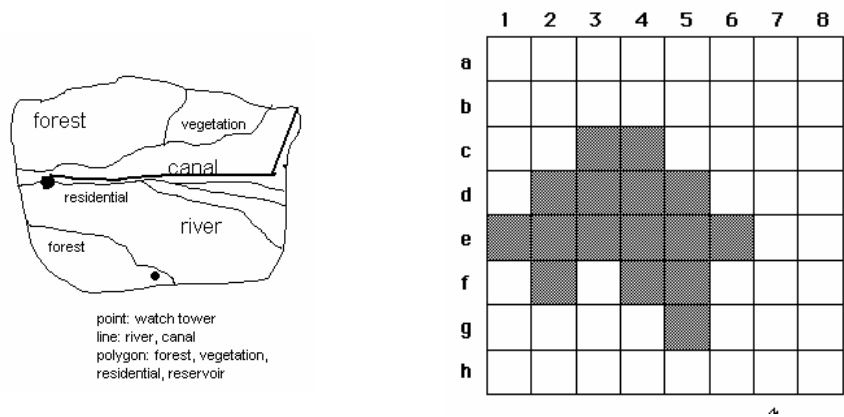 forest
vegetation
canal
residential
river
forest
point: watch tower
line: river, canal
polygon: forest, vegetation,
residential, reservoir
1 2 3 4 5 6 7 8
a
b
c
d
e
f
g
h